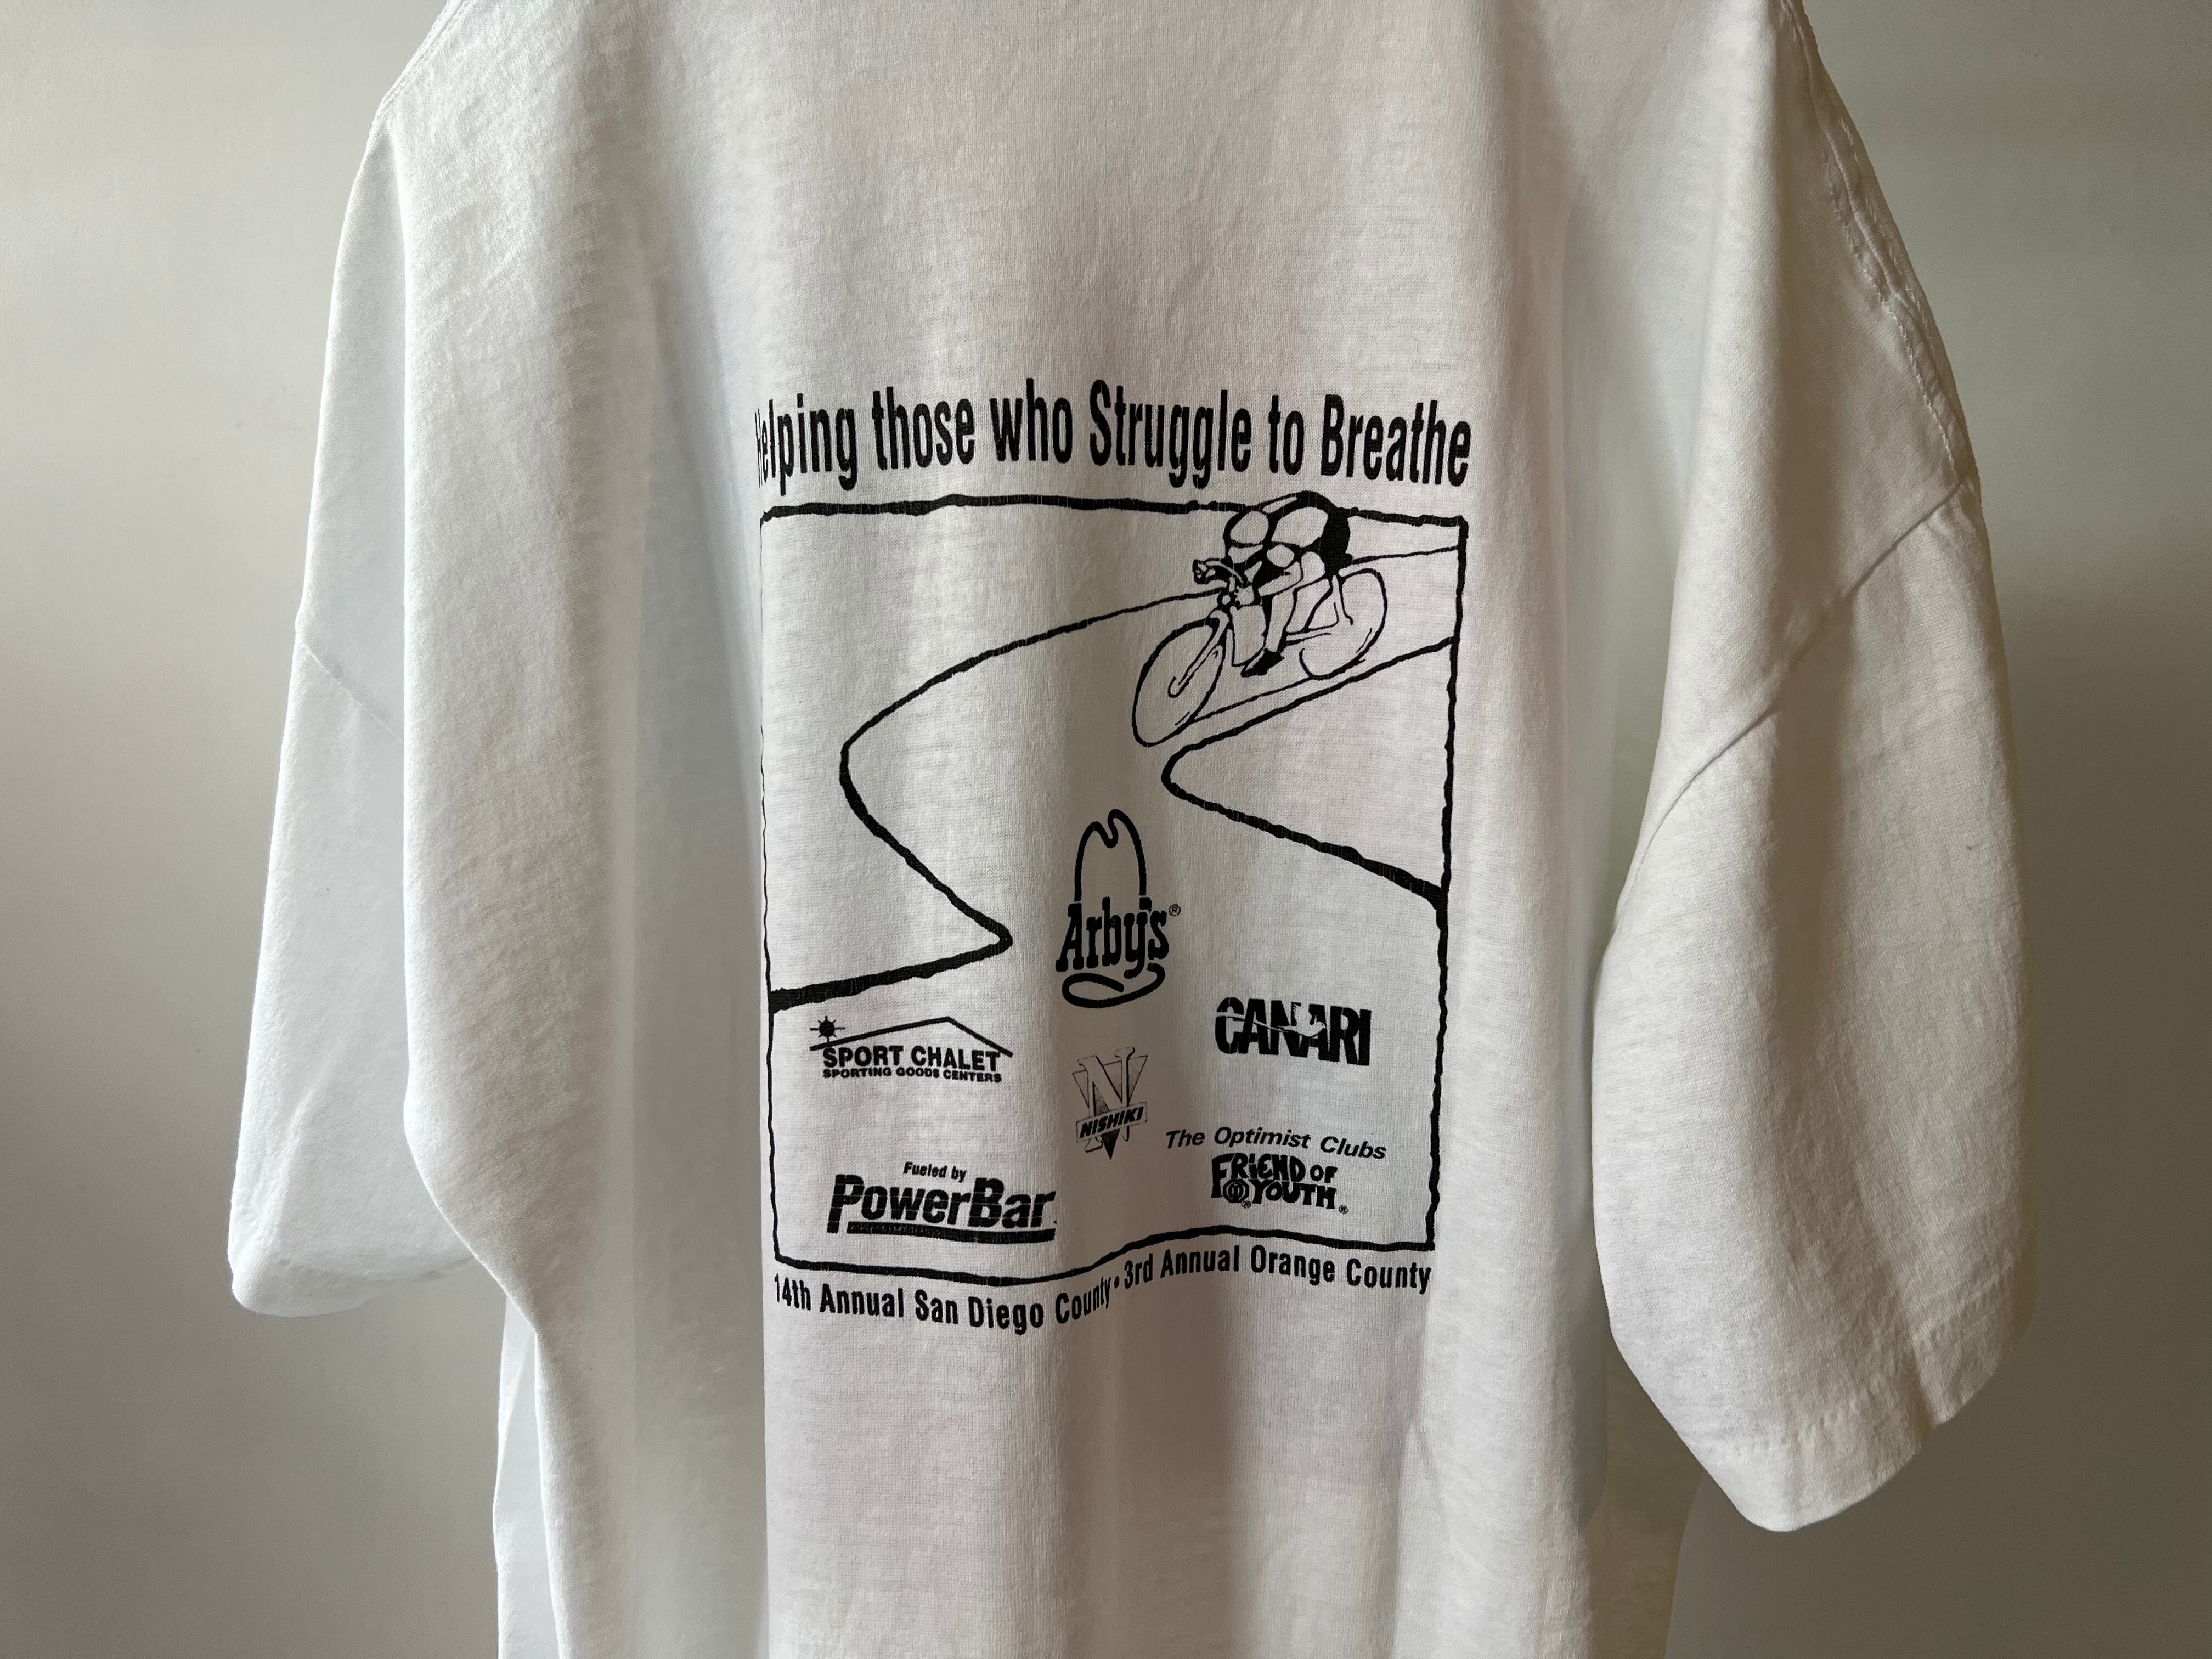 Helping those who Struggle to Breathe
Arby's®
CANARI
SPORT CHALET
SPORTING GOODS CENTERS
N
NISHIKI
The Optimist Clubs
FRiEND OF
YOUTH®
Fueled by
PowerBar
14th Annual San Diego County • 3rd Annual Orange County